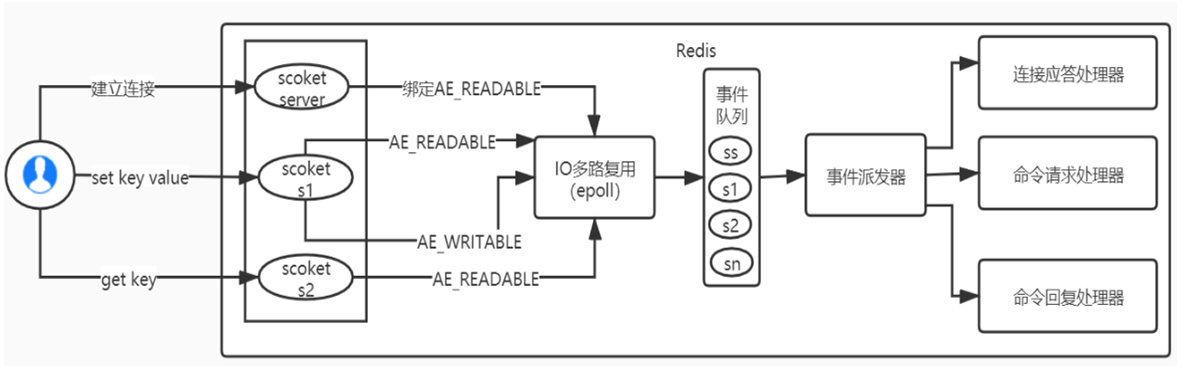 Redis
建立连接
scoket
server
绑定AE_READABLE
AE_READABLE
set key value
scoket
s1
AE_WRITABLE
get key
scoket
s2
AE_READABLE
IO多路复用
(epoll)
事件
队列
ss
s1
s2
sn
事件派发器
连接应答处理器
命令请求处理器
命令回复处理器